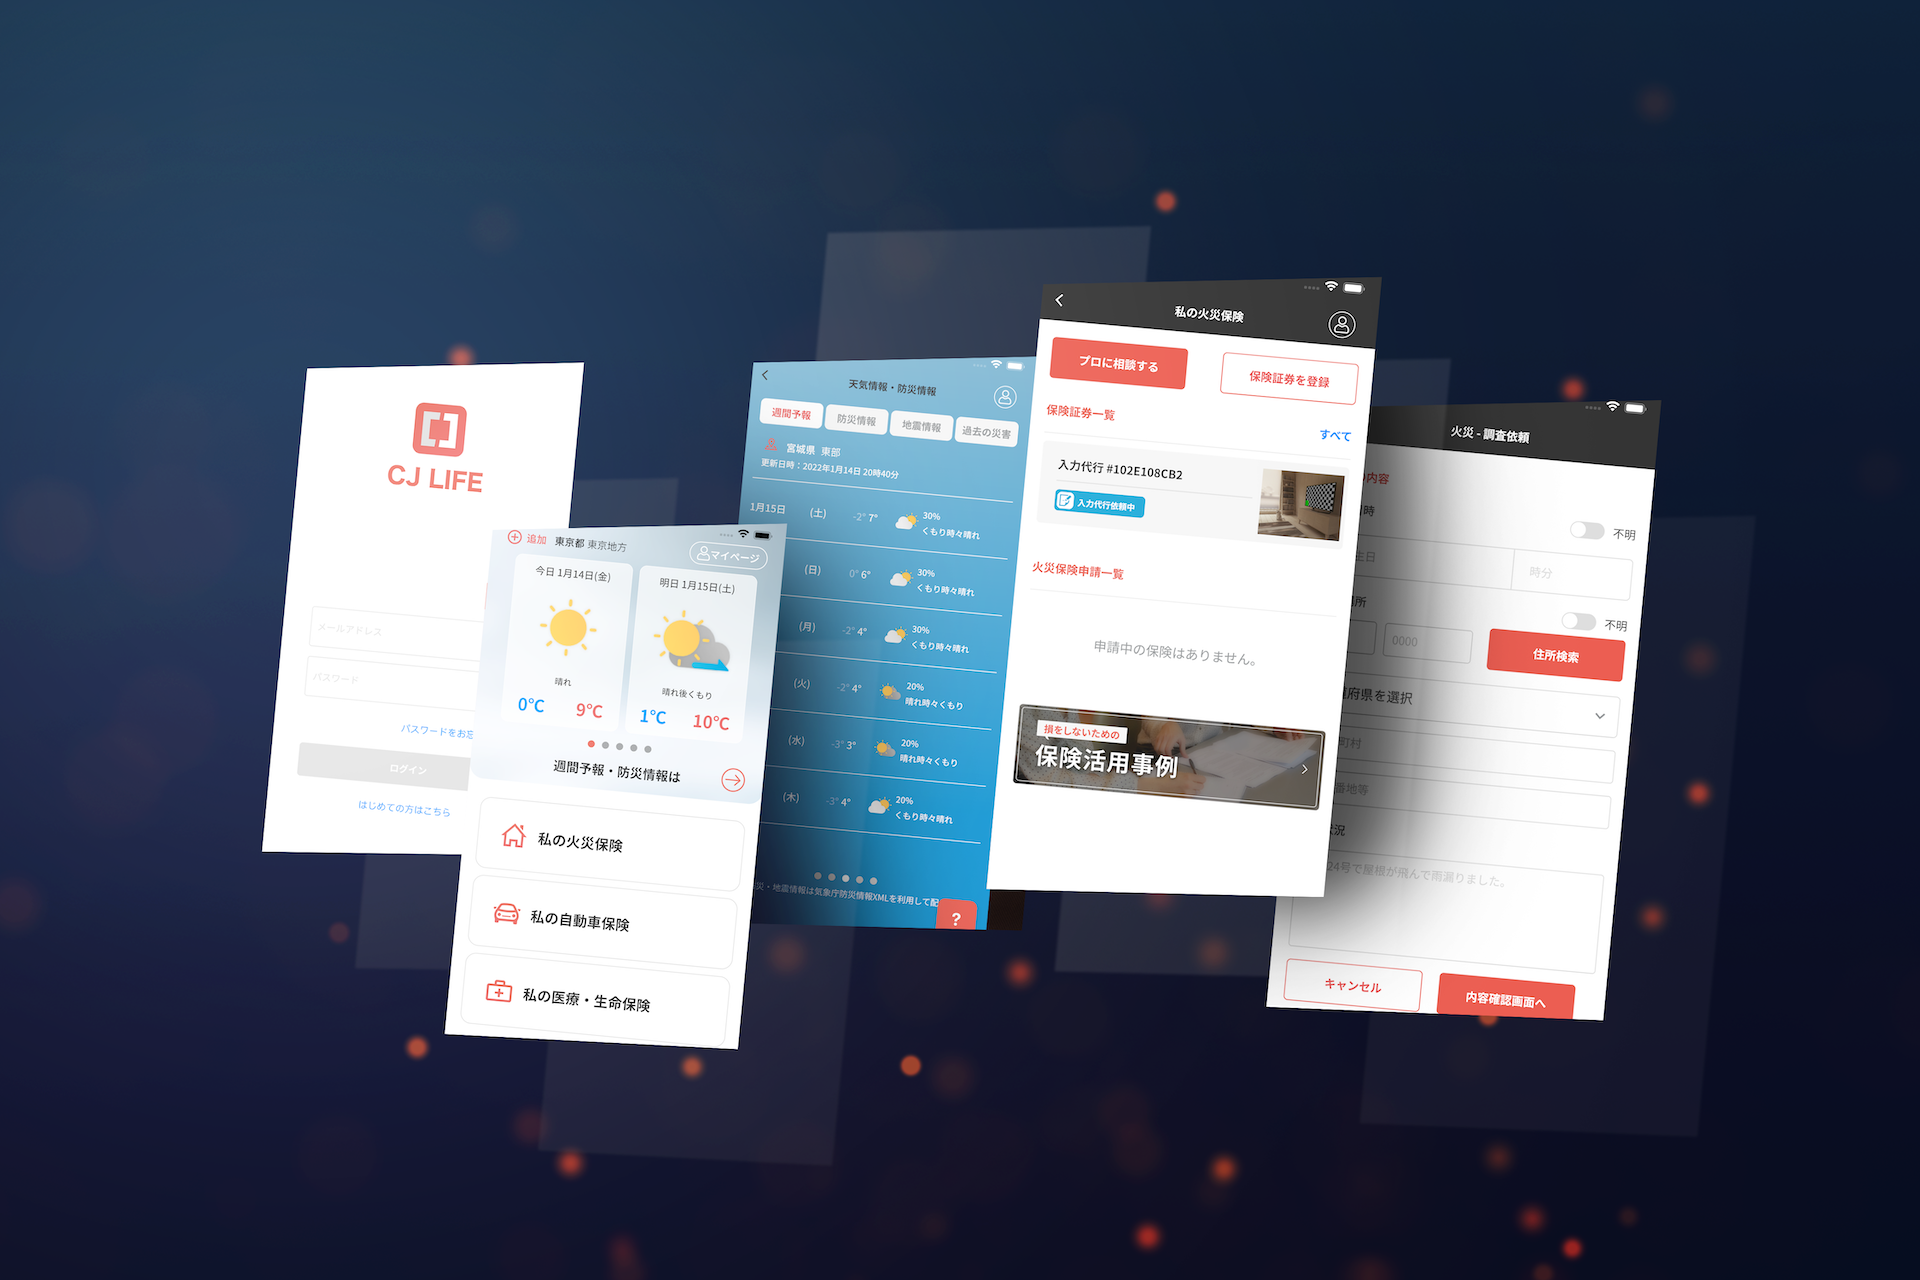 CJ LIFE
メールアドレス
パスワード
パスワードをお忘
ログイン
はじめての方はこちら
追加 東京都 東京地方
マイページ
今日 1月14日(金)
晴れ
0℃ 9℃
明日 1月15日(土)
晴れ後くもり
1℃ 10℃
週間予報・防災情報は
私の火災保険
私の自動車保険
私の医療・生命保険
天気情報・防災情報
週間予報 防災情報 地震情報 過去の災害
宮城県 東部
更新日時：2022年1月14日 20時40分
1月15日 (土) -2° 7° 30% くもり時々晴れ
(日) 0° 6° 30% くもり時々晴れ
(月) -2° 4° 30% くもり時々晴れ
(火) -2° 4° 20% 晴れ時々くもり
(水) -3° 3° 20% 晴れ時々くもり
(木) -3° 4° 20% くもり時々晴れ
災・地震情報は気象庁防災情報XMLを利用して配
?
私の火災保険
プロに相談する 保険証券を登録
保険証券一覧
すべて
入力代行 #102E108CB2
入力代行依頼中
火災保険申請一覧
申請中の保険はありません。
損をしないための
保険活用事例
火災 - 調査依頼
内容
時
不明
生日 時分
所
不明
0000 住所検索
府県を選択
町村
番地等
状況
24号で屋根が飛んで雨漏りました。
キャンセル 内容確認画面へ